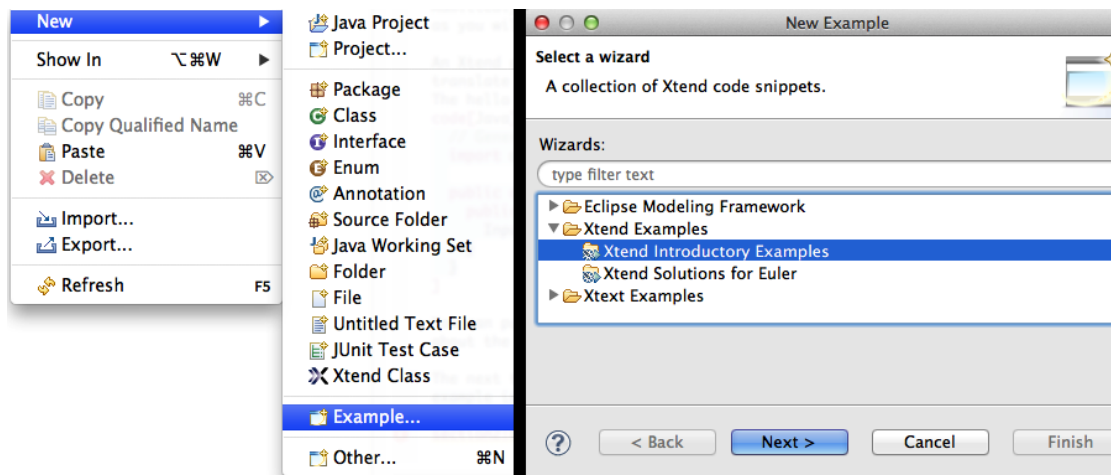 New
Show In ⌥⌘W
Copy ⌘C
Copy Qualified Name
Paste ⌘V
Delete ⌦
Import...
Export...
Refresh F5
Java Project
Project...
Package
Class
Interface
Enum
Annotation
Source Folder
Java Working Set
Folder
File
Untitled Text File
JUnit Test Case
Xtend Class
Example...
Other... ⌘N
New Example
Select a wizard
A collection of Xtend code snippets.
Wizards:
type filter text
Eclipse Modeling Framework
Xtend Examples
Xtend Introductory Examples
Xtend Solutions for Euler
Xtext Examples
? < Back Next > Cancel Finish